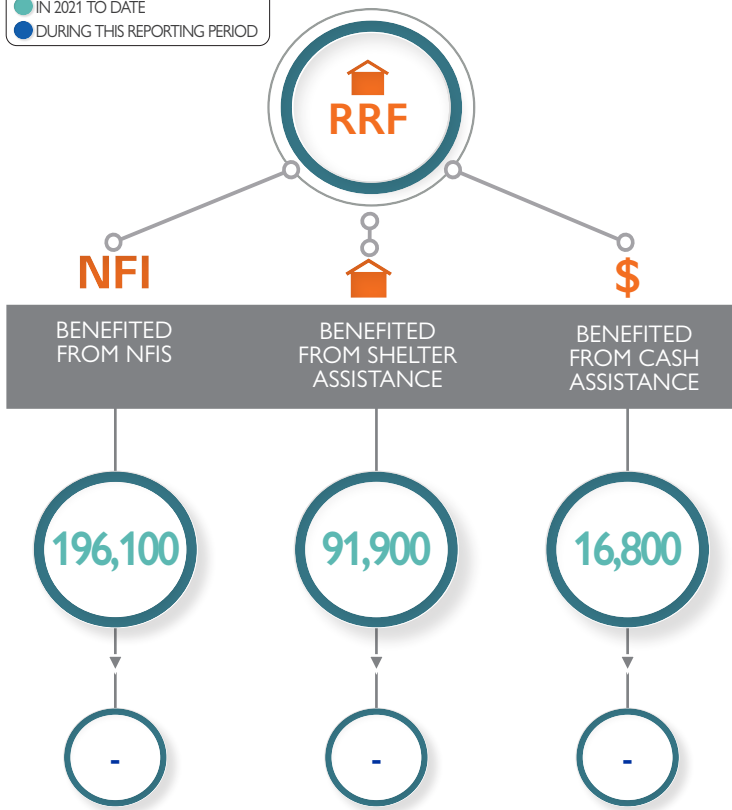 IN 2021 TO DATE
DURING THIS REPORTING PERIOD
RRF
NFI
$
BENEFITED
FROM NFIS
BENEFITED
FROM SHELTER
ASSISTANCE
BENEFITED
FROM CASH
ASSISTANCE
196,100
91,900
16,800
-
-
-